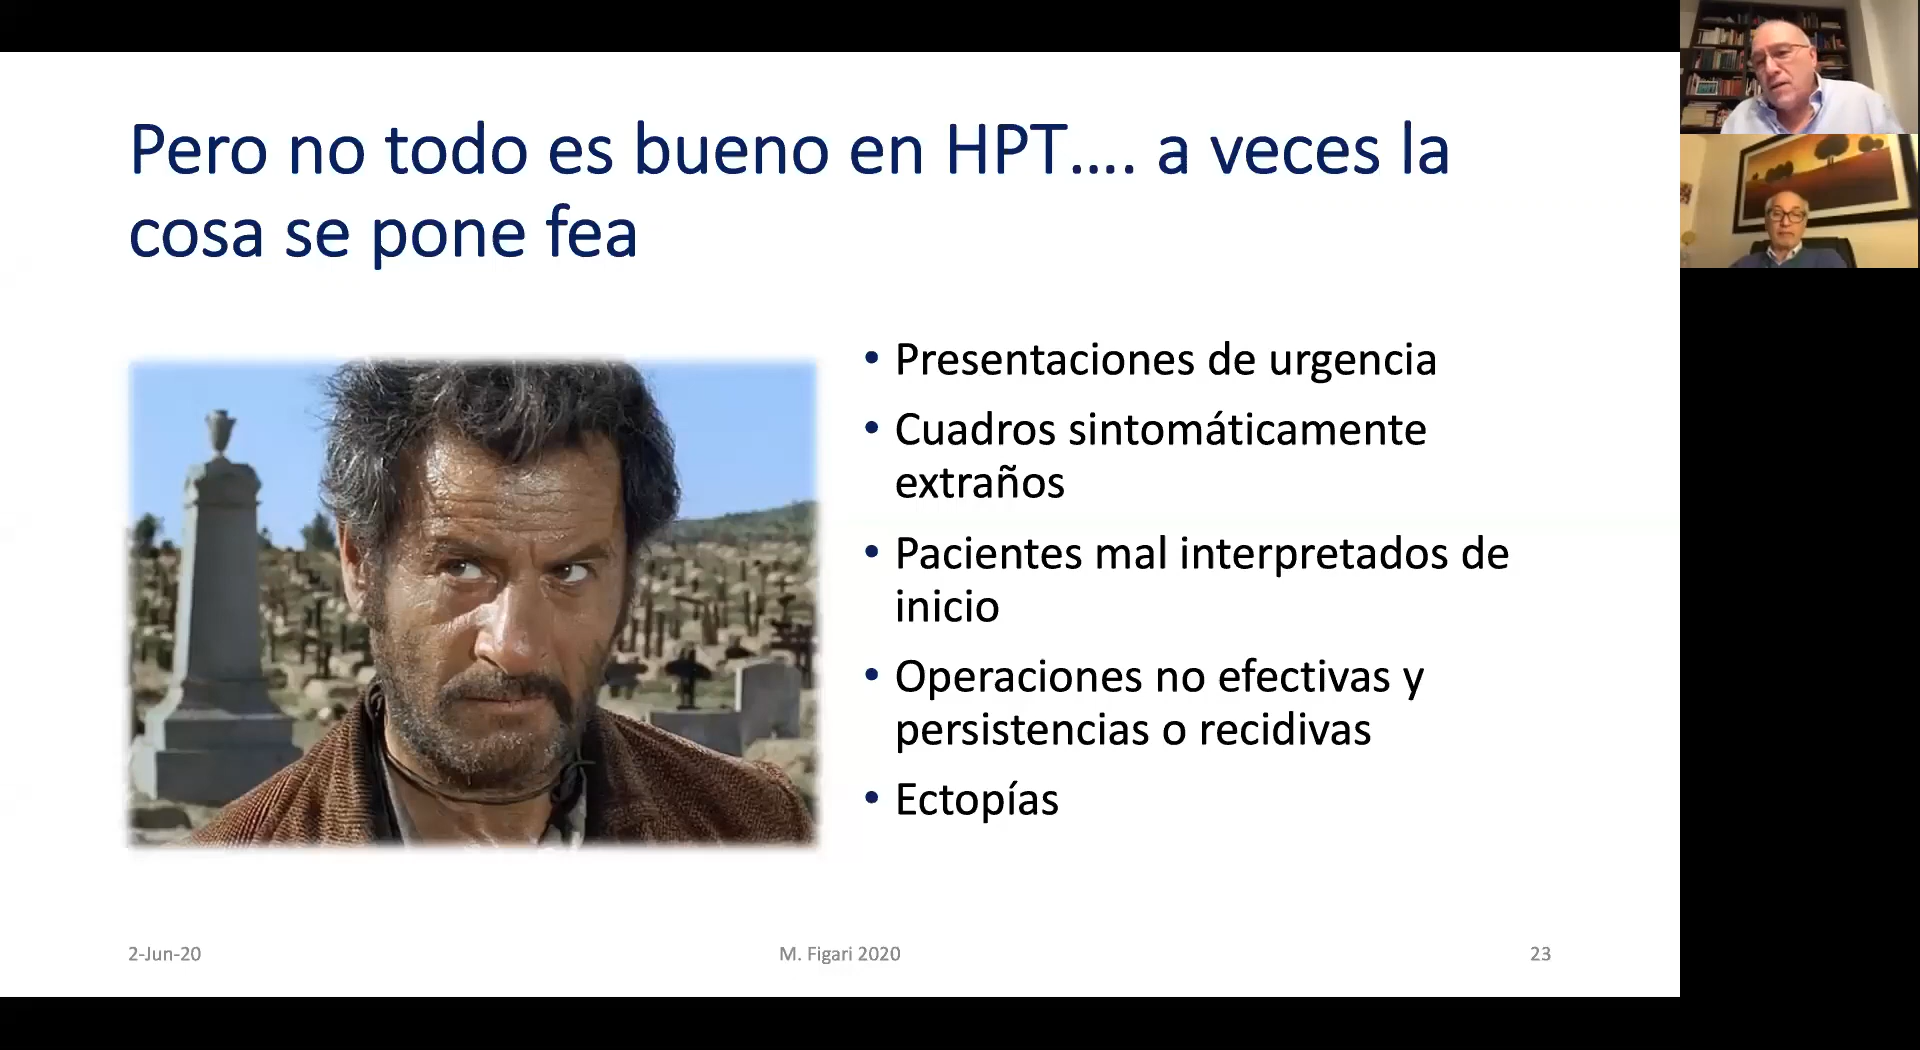 Pero no todo es bueno en HPT.... a veces la
cosa se pone fea
• Presentaciones de urgencia
• Cuadros sintomáticamente
extraños
• Pacientes mal interpretados de
inicio
• Operaciones no efectivas y
persistencias o recidivas
• Ectopías
2-Jun-20
M. Figari 2020
23